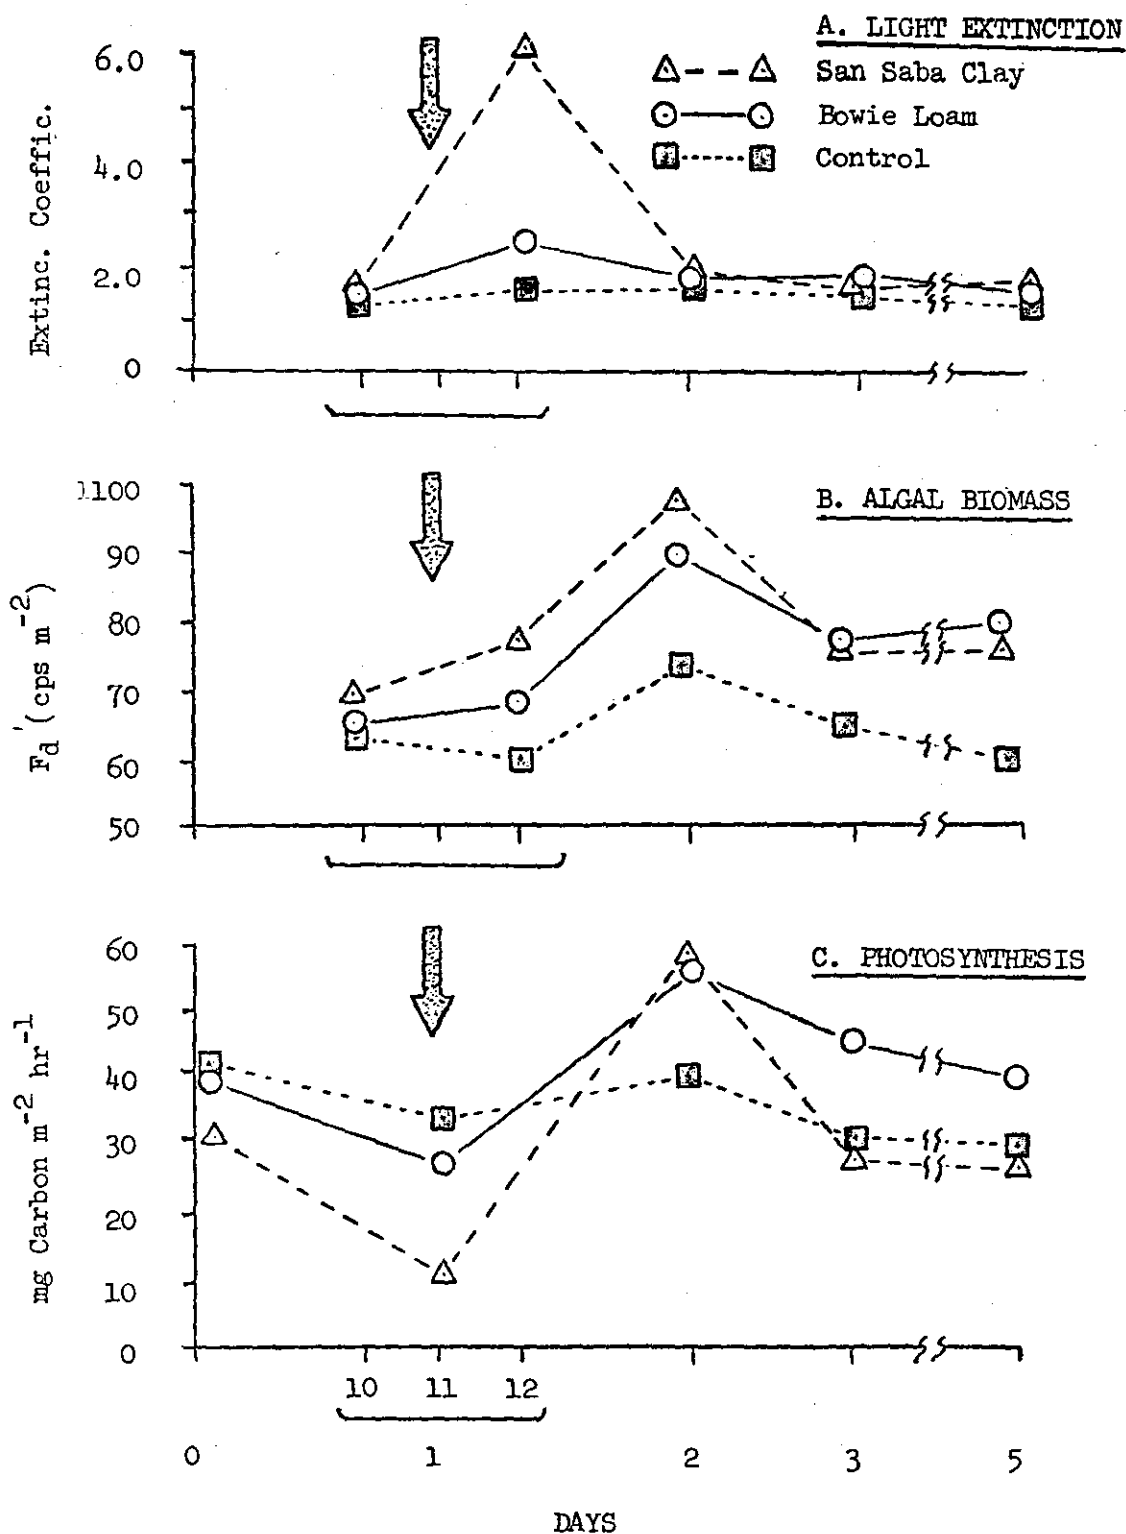 A. LIGHT EXTINCTION
San Saba Clay
Bowie Loam
Control
Extinc. Coeffic.
6.0
4.0
2.0
0
B. ALGAL BIOMASS
Fd' (cps m-2)
1100
90
80
70
60
50
C. PHOTOSYNTHESIS
mg Carbon m-2 hr-1
60
50
40
30
20
10
0
10 11 12
0 1 2 3 5
DAYS